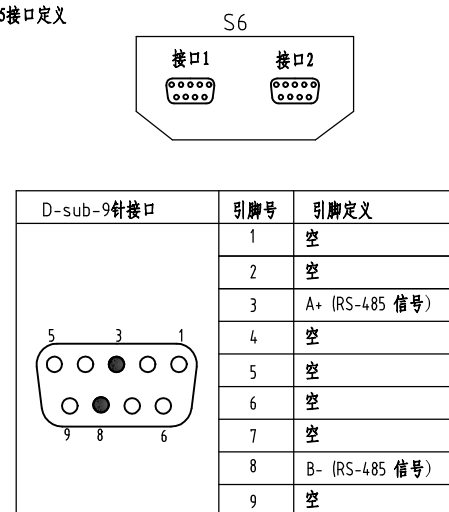 5接口定义
S6
接口1 接口2
D-sub-9针接口 引脚号 引脚定义
1 空
2 空
3 A+ (RS-485 信号)
4 空
5 空
6 空
7 空
8 B- (RS-485 信号)
9 空
5 3 1
9 8 6